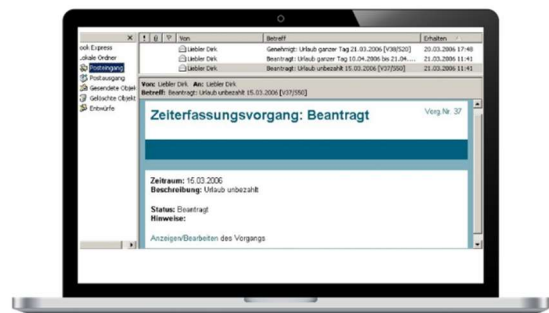 ook Express
okale Ordner
Posteingang
Postausgang
Gesendete Objek
Gelöschte Objekt
Entwürfe
Von Betreff Erhalten
Liebler Dirk Genehmigt: Urlaub ganzer Tag 21.03.2006 [V38/S20] 20.03.2006 17:48
Liebler Dirk Beantragt: Urlaub ganzer Tag 10.04.2006 bis 21.04.... 21.03.2006 11:41
Liebler Dirk Beantragt: Urlaub unbezahlt 15.03.2006 [V37/S50] 21.03.2006 11:41
Von: Liebler Dirk An: Liebler Dirk
Betreff: Beantragt: Urlaub unbezahlt 15.03.2006 [V37/S50]
Zeiterfassungsvorgang: Beantragt Vorg.Nr. 37
Zeitraum: 15.03.2006
Beschreibung: Urlaub unbezahlt
Status: Beantragt
Hinweise:
Anzeigen/Bearbeiten des Vorgangs